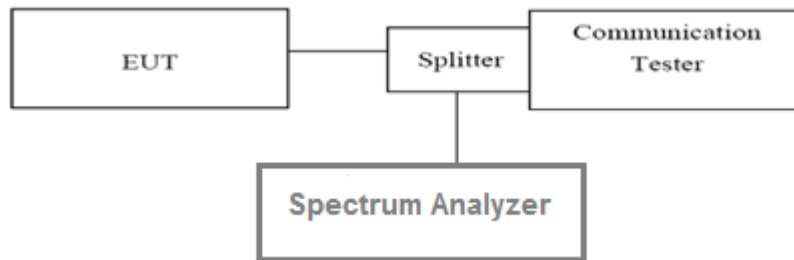 EUT
Splitter
Communication
Tester
Spectrum Analyzer